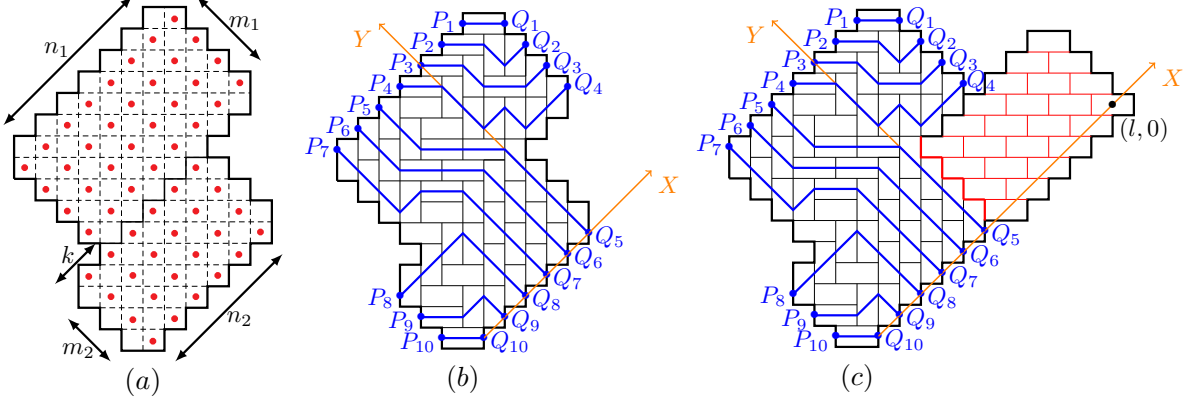 n₁
m₁
k
n₂
m₂
(a)
Y
X
P₁
Q₁
P₂
Q₂
P₃
Q₃
P₄
Q₄
P₅
P₆
P₇
Q₅
Q₆
Q₇
P₈
Q₈
P₉
Q₉
P₁₀
Q₁₀
(b)
Y
X
P₁
Q₁
P₂
Q₂
P₃
Q₃
P₄
Q₄
P₅
(l, 0)
P₆
P₇
Q₅
Q₆
Q₇
P₈
Q₈
P₉
Q₉
P₁₀
Q₁₀
(c)